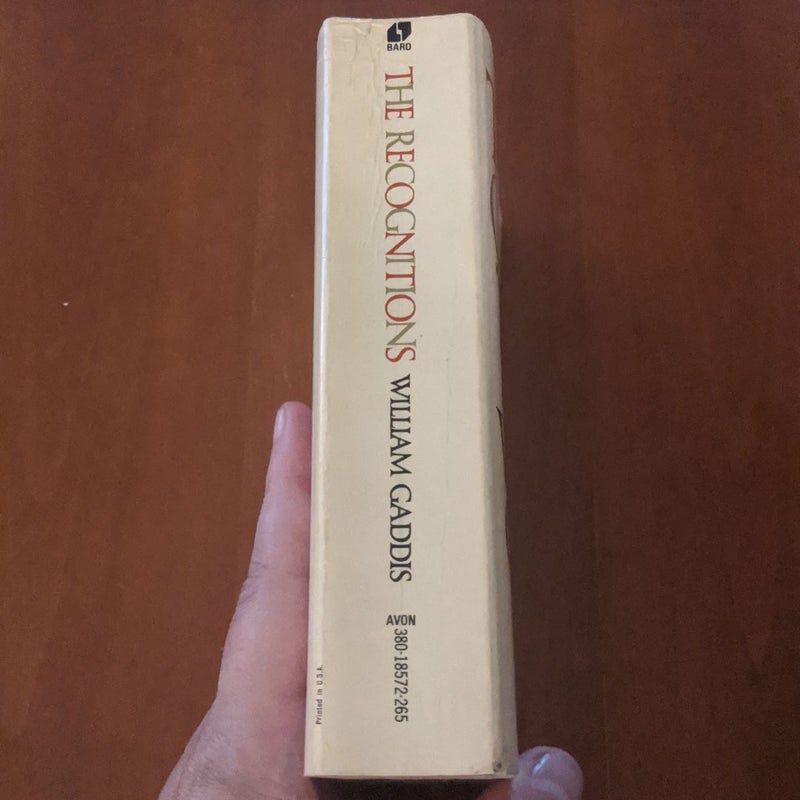 BARD
THE RECOGNITIONS WILLIAM GADDIS
AVON
380-18572-265
Printed in U.S.A.